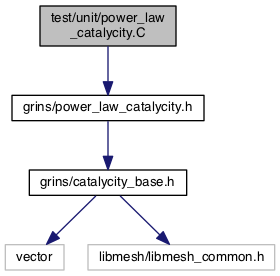 test/unit/power_law
_catalycity.C
grins/power_law_catalycity.h
grins/catalycity_base.h
vector
libmesh/libmesh_common.h